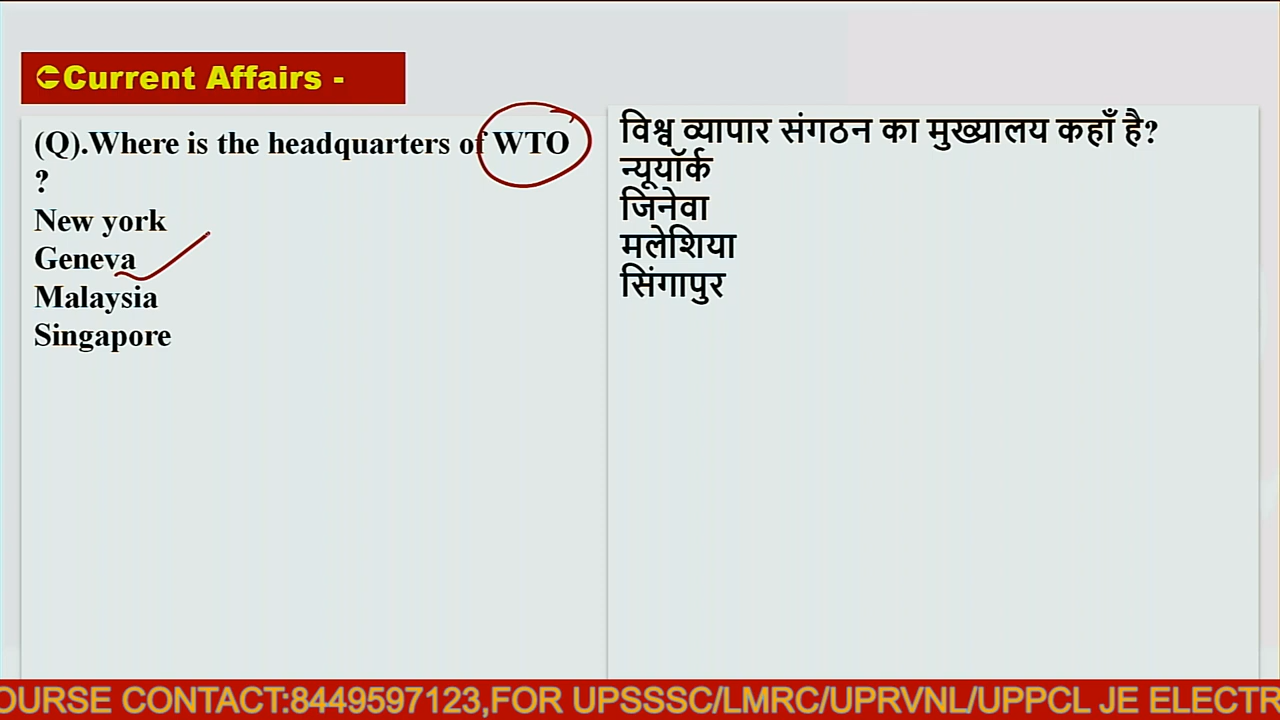 Current Affairs -
(Q).Where is the headquarters of WTO
?
New york
Geneva
Malaysia
Singapore
विश्व व्यापार संगठन का मुख्यालय कहाँ है?
न्यूयॉर्क
जिनेवा
मलेशिया
सिंगापुर
OURSE CONTACT:8449597123,FOR UPSSSC/LMRC/UPRVNL/UPPCL JE ELECTR